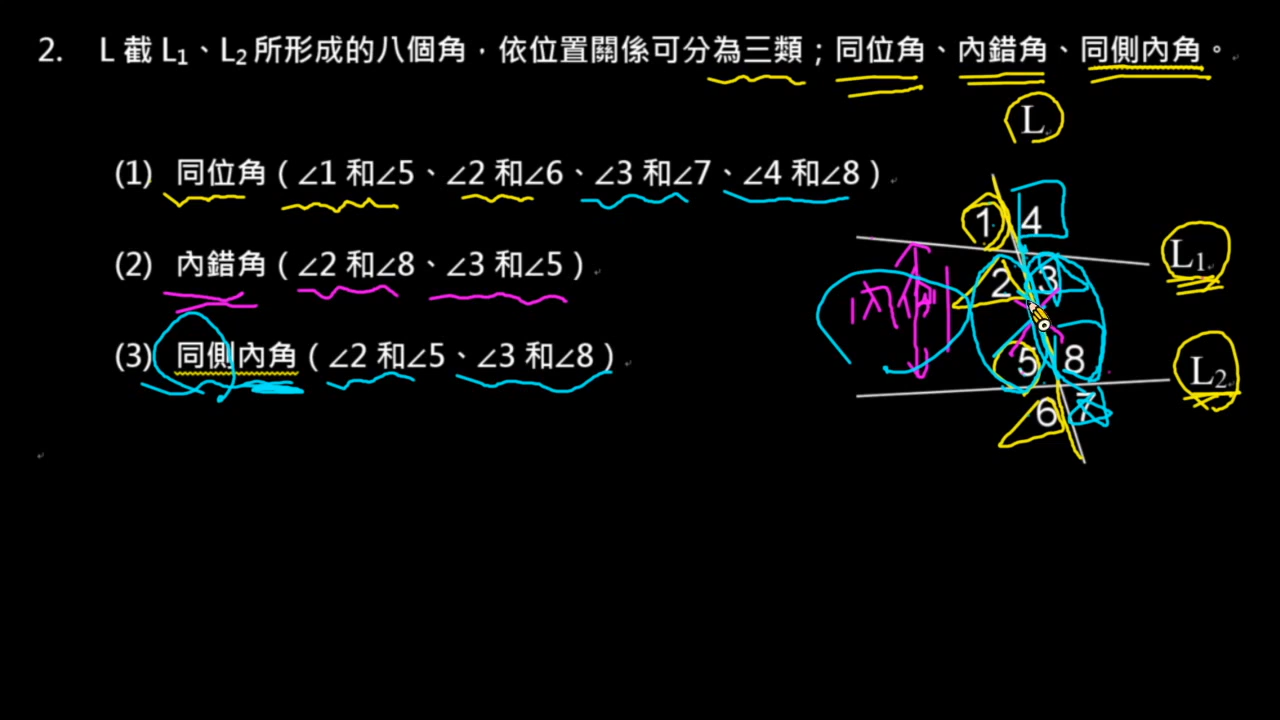 2. L 截 L₁、L₂所形成的八個角，依位置關係可分為三類；同位角、內錯角、同側內角。
L
(1) 同位角（∠1 和∠5、∠2 和∠6、∠3 和∠7、∠4 和∠8）
1 4
L₁
(2) 內錯角（∠2 和∠8、∠3 和∠5）
2 3
內側
(3) 同側內角（∠2 和∠5、∠3 和∠8）
5 8
L₂
6 7